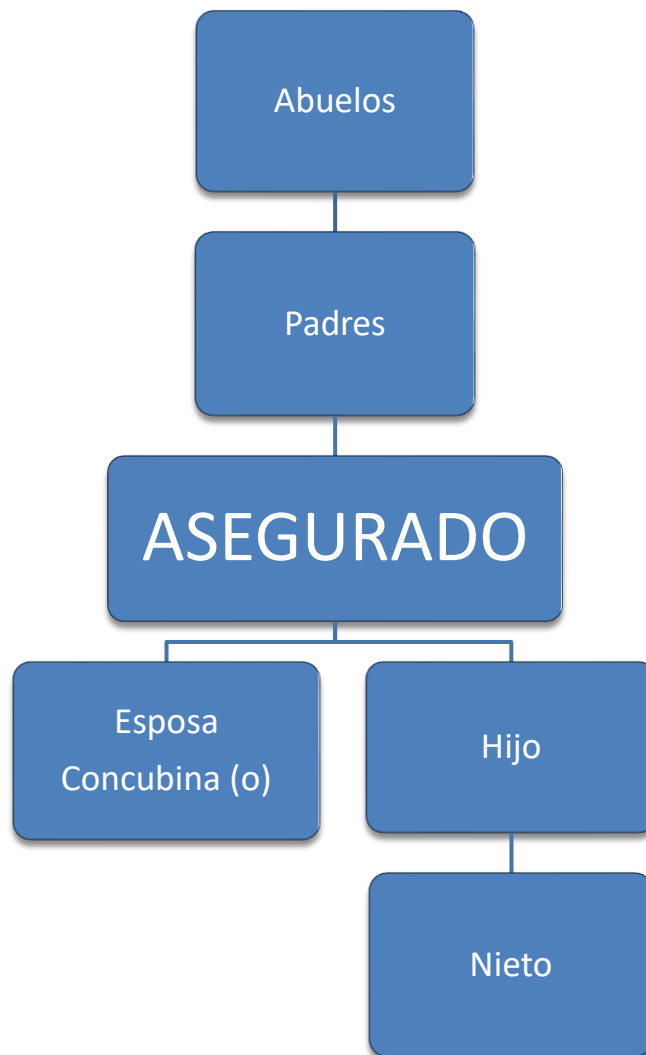 Abuelos
Padres
ASEGURADO
Esposa
Concubina (o)
Hijo
Nieto